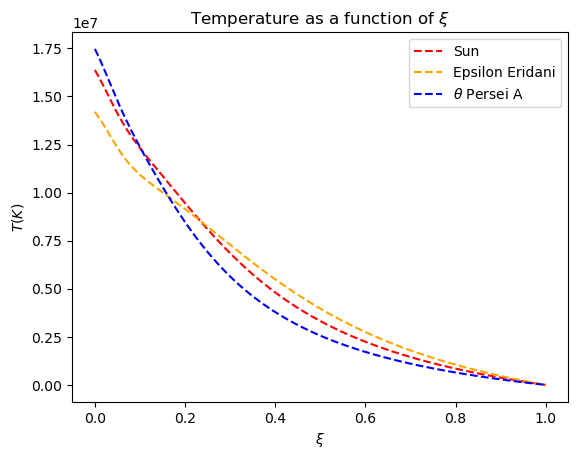 Temperature as a function of ξ
1e7
Sun
Epsilon Eridani
θ Persei A
T(K)
1.75
1.50
1.25
1.00
0.75
0.50
0.25
0.00
0.0 0.2 0.4 0.6 0.8 1.0
ξ